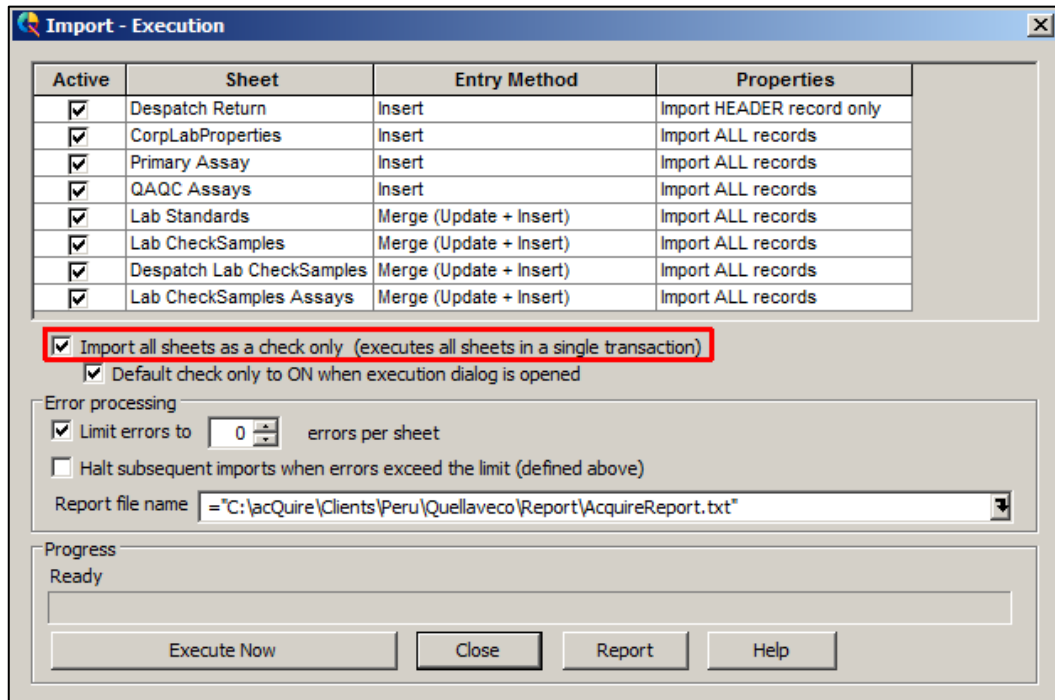 Import - Execution
Active Sheet Entry Method Properties
Despatch Return Insert Import HEADER record only
CorpLabProperties Insert Import ALL records
Primary Assay Insert Import ALL records
QAQC Assays Insert Import ALL records
Lab Standards Merge (Update + Insert) Import ALL records
Lab CheckSamples Merge (Update + Insert) Import ALL records
Despatch Lab CheckSamples Merge (Update + Insert) Import ALL records
Lab CheckSamples Assays Merge (Update + Insert) Import ALL records
Import all sheets as a check only (executes all sheets in a single transaction)
Default check only to ON when execution dialog is opened
Error processing
Limit errors to 0 errors per sheet
Halt subsequent imports when errors exceed the limit (defined above)
Report file name ="C:\acQuire\Clients\Peru\Quellaveco\Report\AcquireReport.txt"
Progress
Ready
Execute Now Close Report Help